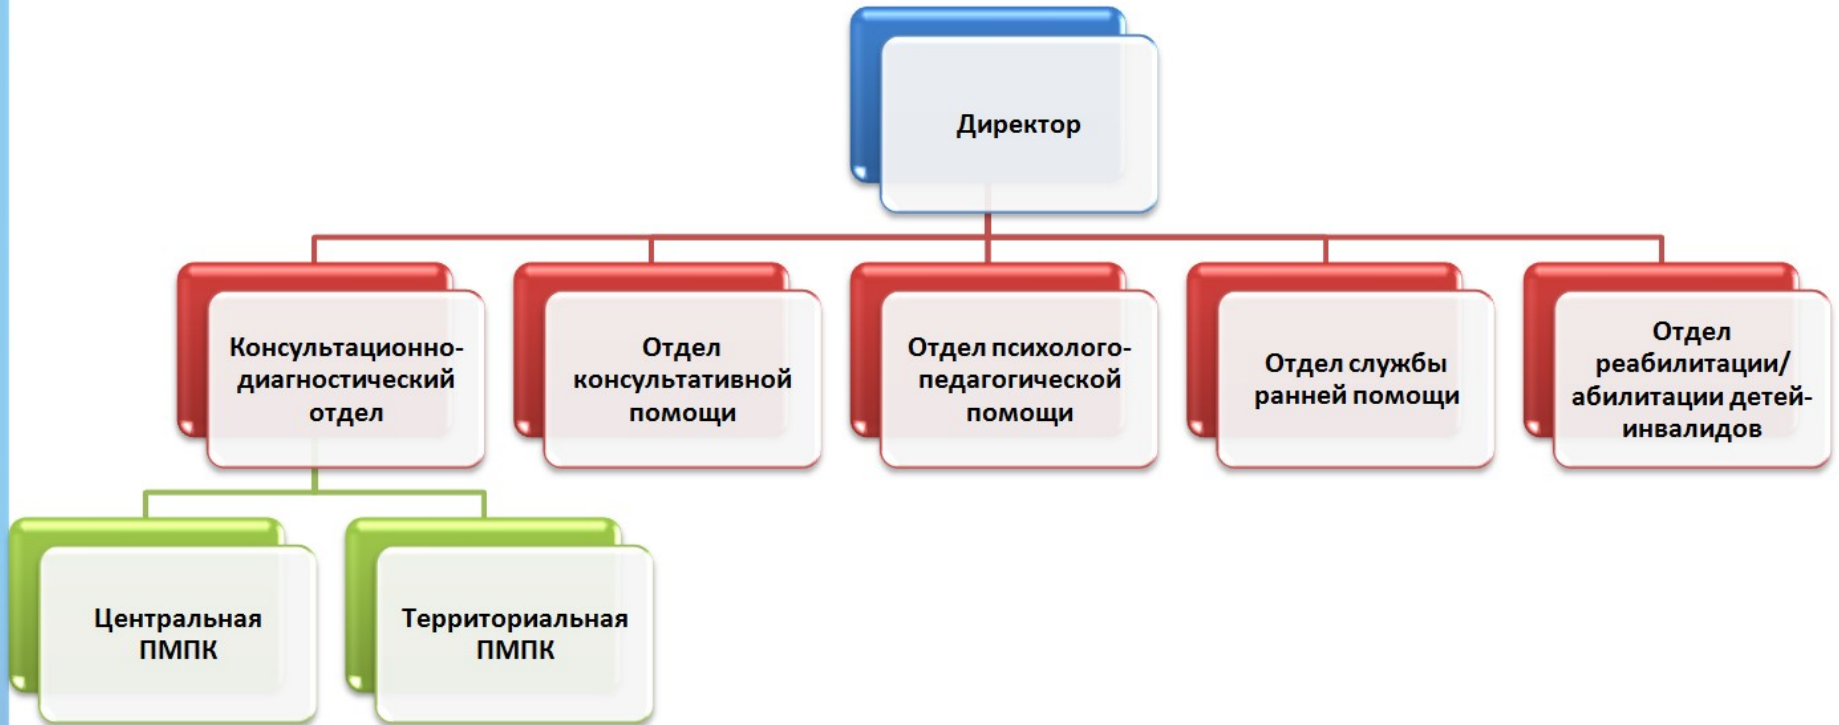 Директор
Консультационно-
диагностический
отдел
Отдел
консультативной
помощи
Отдел психолого-
педагогической
помощи
Отдел службы
ранней помощи
Отдел
реабилитации/
абилитации детей-
инвалидов
Центральная
ПМПК
Территориальная
ПМПК